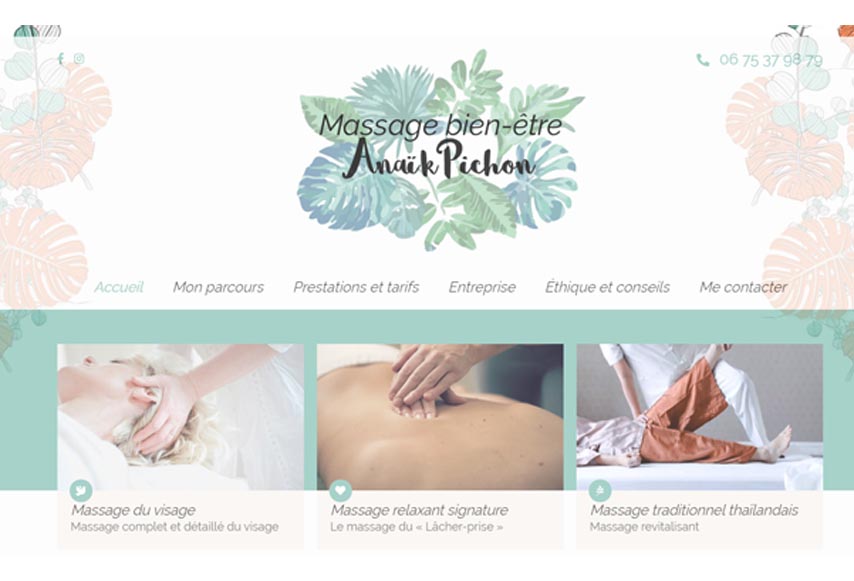 06 75 37 98 79
Massage bien-être
Anaïk Pichon
Accueil Mon parcours Prestations et tarifs Entreprise Éthique et conseils Me contacter
Massage du visage
Massage complet et détaillé du visage
Massage relaxant signature
Le massage du « Lâcher-prise »
Massage traditionnel thaïlandais
Massage revitalisant